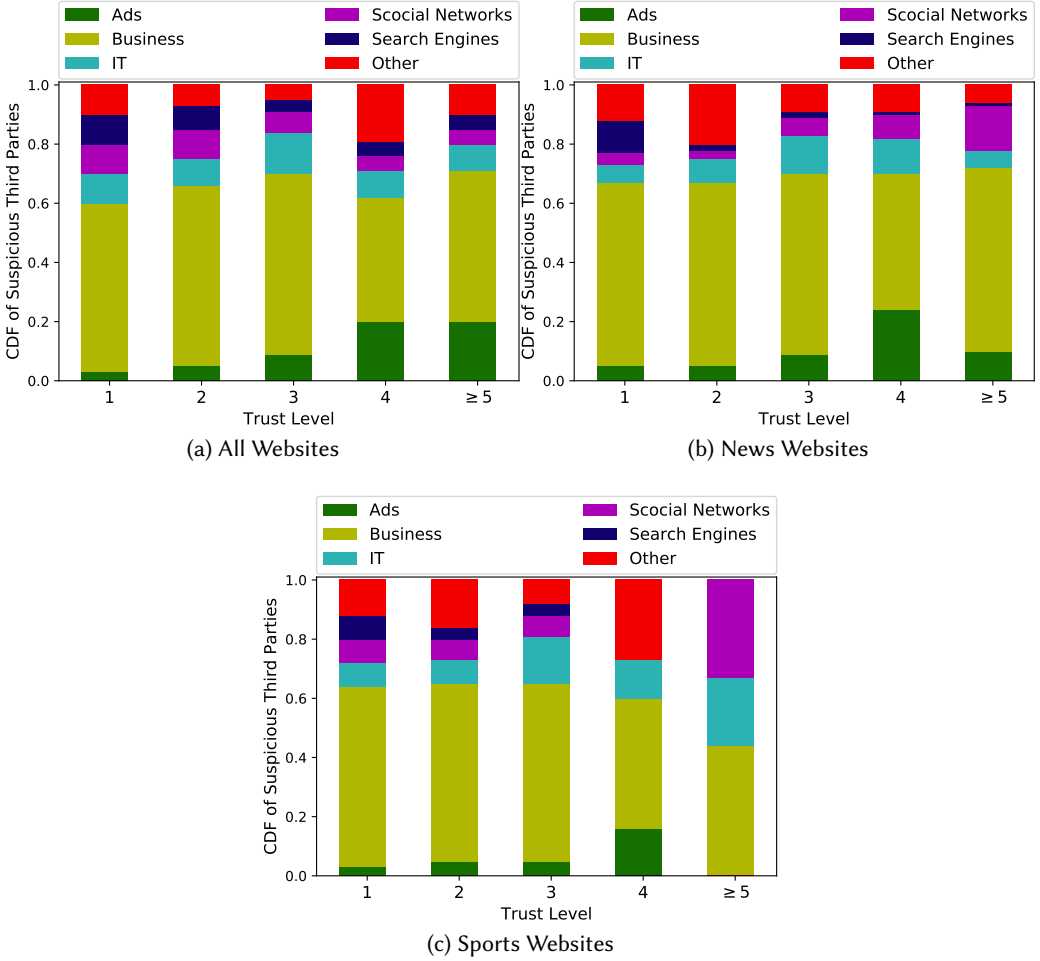 Ads
Business
IT
Scocial Networks
Search Engines
Other
1.0
0.8
0.6
0.4
0.2
0.0
CDF of Suspicious Third Parties
1 2 3 4 ≥ 5
Trust Level
(a) All Websites
Ads
Business
IT
Scocial Networks
Search Engines
Other
1.0
0.8
0.6
0.4
0.2
0.0
CDF of Suspicious Third Parties
1 2 3 4 ≥ 5
Trust Level
(b) News Websites
Ads
Business
IT
Scocial Networks
Search Engines
Other
1.0
0.8
0.6
0.4
0.2
0.0
CDF of Suspicious Third Parties
1 2 3 4 ≥ 5
Trust Level
(c) Sports Websites